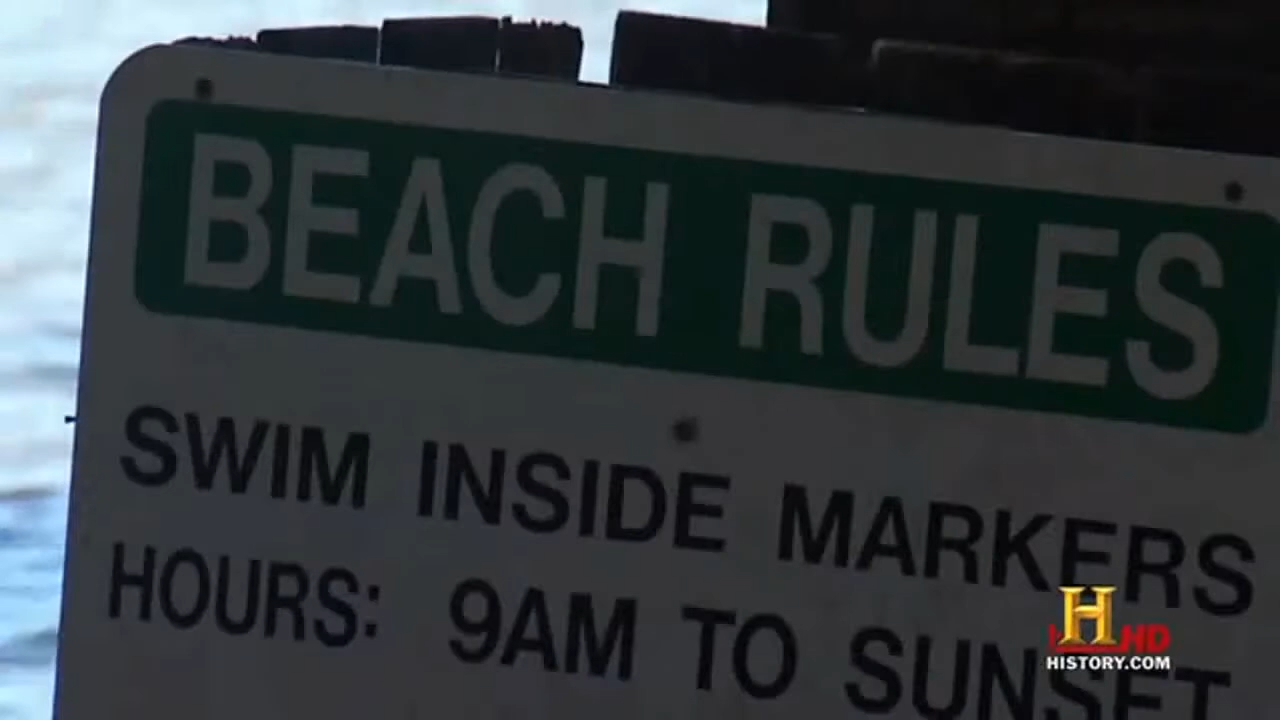 BEACH RULES
SWIM INSIDE MARKERS
HOURS: 9AM TO SUNSET
H HD
HISTORY.COM